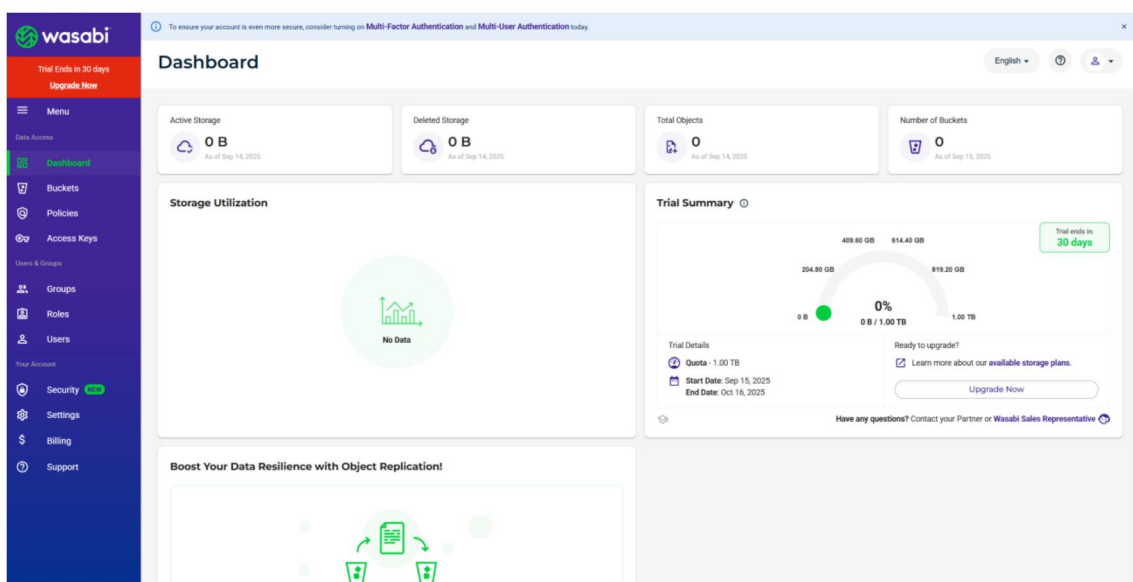 wasabi
Trial Ends in 30 days
Upgrade Now
Menu
Data Access
Dashboard
Buckets
Policies
Access Keys
Users & Groups
Groups
Roles
Users
Your Account
Security NEW
Settings
Billing
Support
To ensure your account is even more secure, consider turning on Multi-Factor Authentication and Multi-User Authentication today.
Dashboard
English
Active Storage
0 B
As of Sep 14, 2025
Deleted Storage
0 B
As of Sep 14, 2025
Total Objects
0
As of Sep 14, 2025
Number of Buckets
0
As of Sep 15, 2025
Storage Utilization
No Data
Trial Summary
Trial ends in:
30 days
409.60 GB 614.40 GB
204.80 GB 819.20 GB
0 B 1.00 TB
0%
0 B / 1.00 TB
Trial Details
Quota - 1.00 TB
Start Date: Sep 15, 2025
End Date: Oct 16, 2025
Ready to upgrade?
Learn more about our available storage plans.
Upgrade Now
Have any questions? Contact your Partner or Wasabi Sales Representative
Boost Your Data Resilience with Object Replication!